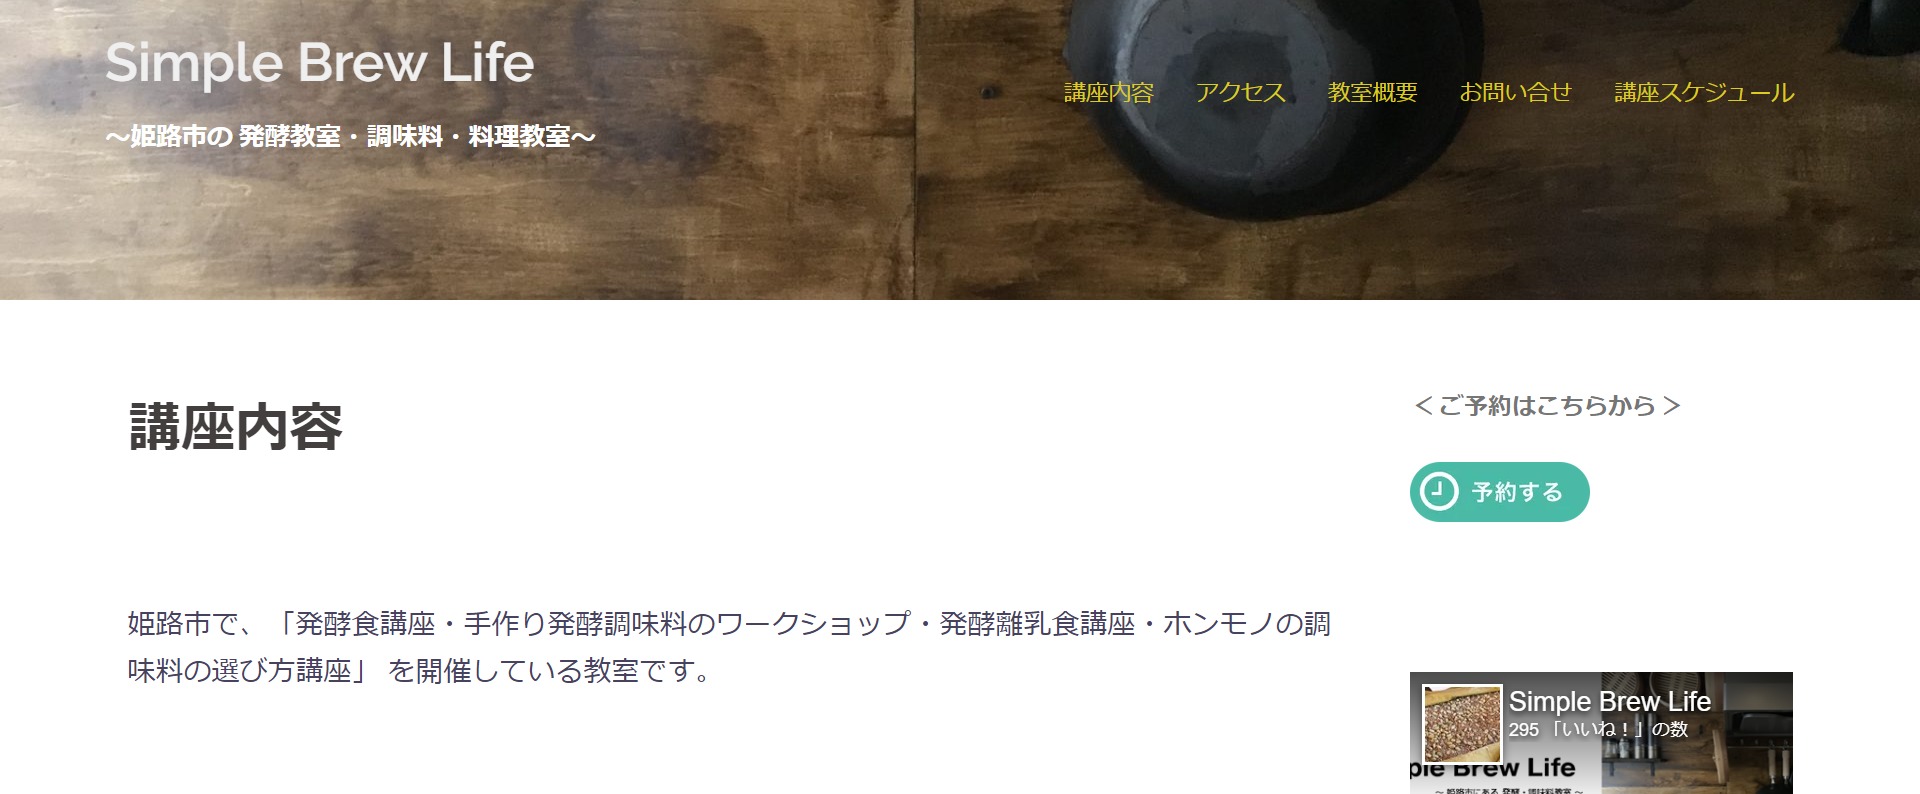 Simple Brew Life
～姫路市の 発酵教室・調味料・料理教室～
講座内容 アクセス 教室概要 お問い合せ 講座スケジュール
講座内容
姫路市で、「発酵食講座・手作り発酵調味料のワークショップ・発酵離乳食講座・ホンモノの調
味料の選び方講座」 を開催している教室です。
＜ご予約はこちらから＞
予約する
Simple Brew Life
295 「いいね！」の数
ple Brew Life
～ 姫路市にある 発酵・調味料教室 ～